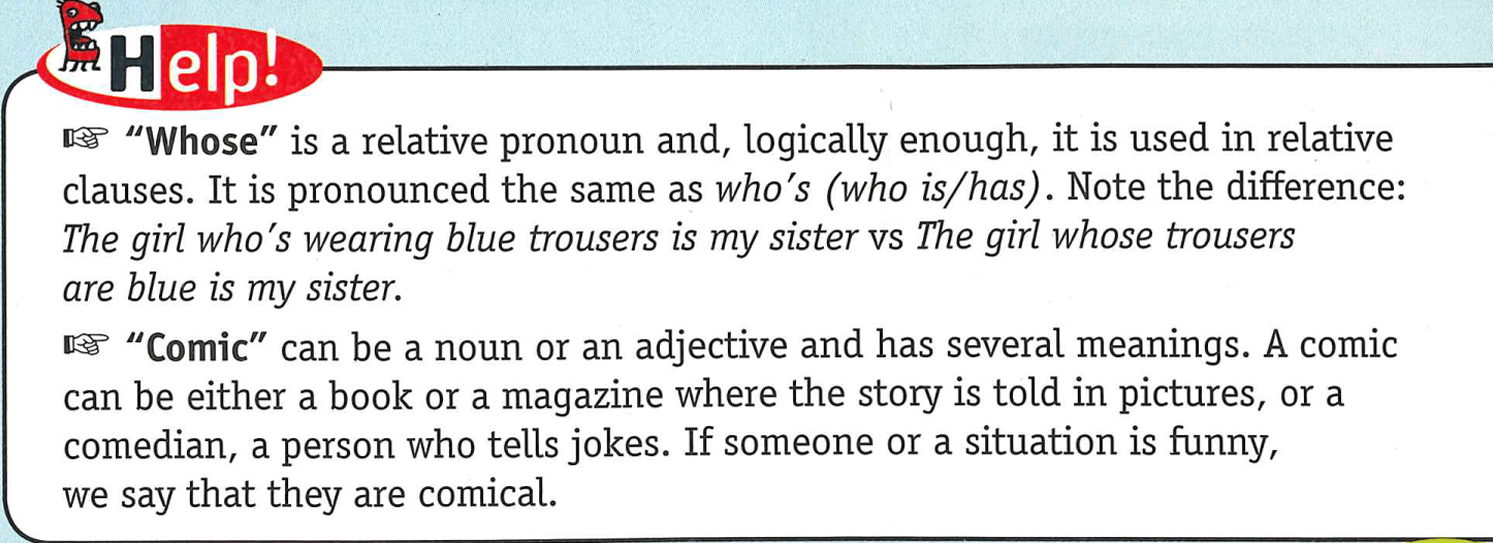 Help!
☞ “Whose” is a relative pronoun and, logically enough, it is used in relative
clauses. It is pronounced the same as who’s (who is/has). Note the difference:
The girl who’s wearing blue trousers is my sister vs The girl whose trousers
are blue is my sister.
☞ “Comic” can be a noun or an adjective and has several meanings. A comic
can be either a book or a magazine where the story is told in pictures, or a
comedian, a person who tells jokes. If someone or a situation is funny,
we say that they are comical.